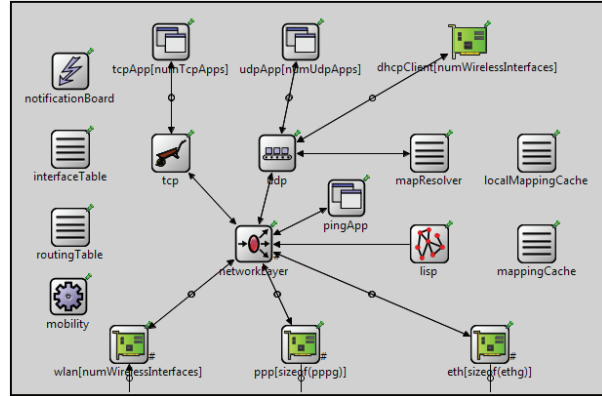 tcpApp[numTcpApps]
udpApp[numUdpApps]
dhcpClient[numWirelessInterfaces]
notificationBoard
interfaceTable
tcp
udp
mapResolver
localMappingCache
pingApp
routingTable
networkLayer
lisp
mappingCache
mobility
wlan[numWirelessInterfaces]
ppp[sizeof(pppg)]
eth[sizeof(ethg)]
#
#
#